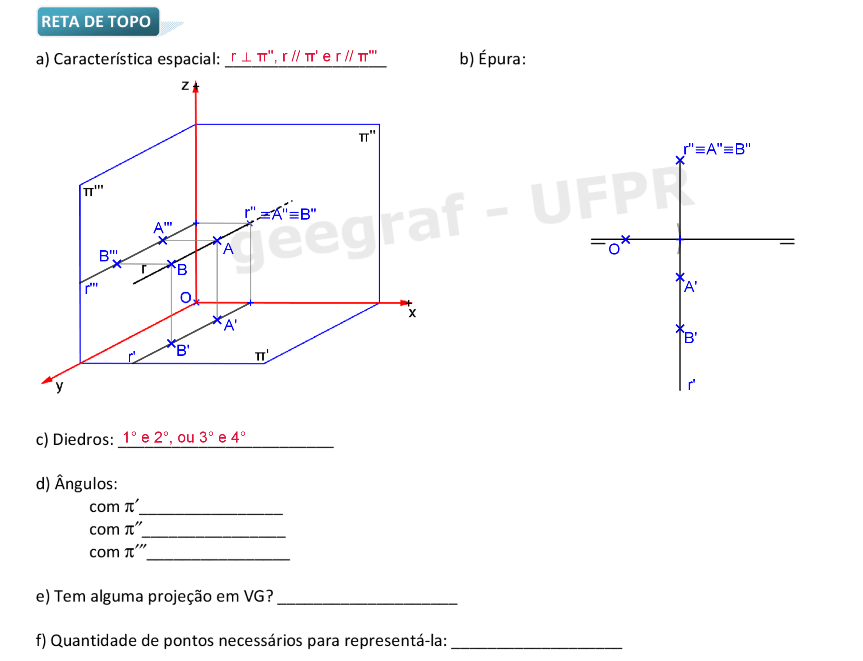 RETA DE TOPO
a) Característica espacial: r ⊥ π'', r // π' e r // π'''
b) Épura:
z
π''
π'''
r'' ≡A''≡B''
A'''
A
B'''
B
r
r'''
O
x
A'
B'
r'
π'
y
r''≡A''≡B''
O
A'
B'
r'
geegraf - UFPR
c) Diedros: 1° e 2°, ou 3° e 4°
d) Ângulos:
com π′________________
com π″________________
com π‴________________
e) Tem alguma projeção em VG? ____________________
f) Quantidade de pontos necessários para representá-la: ___________________